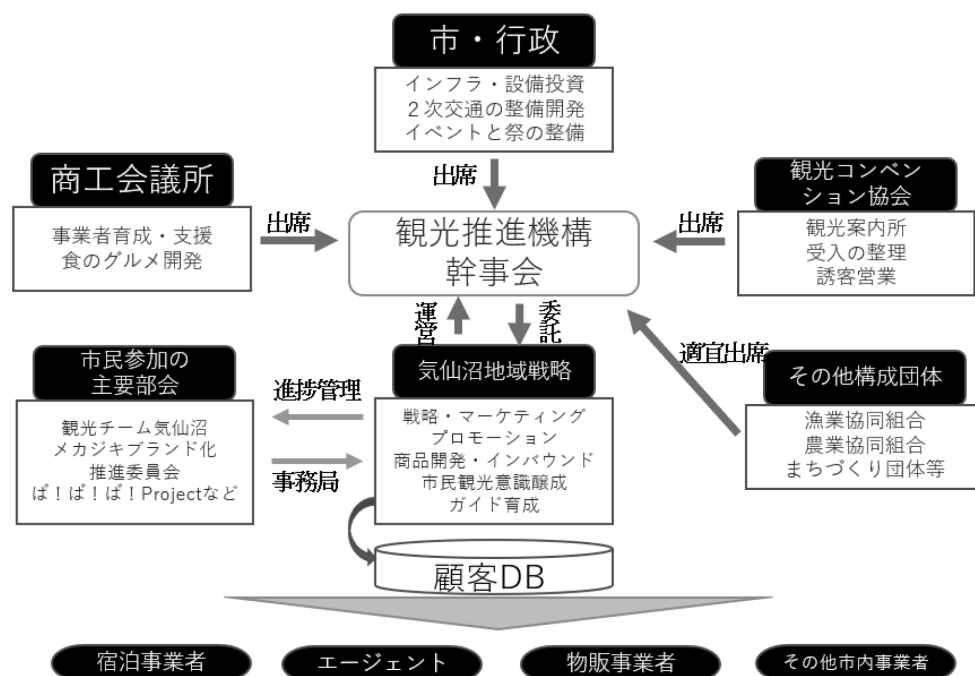 市・行政
インフラ・設備投資
２次交通の整備開発
イベントと祭の整備
出席
商工会議所
事業者育成・支援
食のグルメ開発
出席
観光推進機構
幹事会
出席
観光コンベン
ション協会
観光案内所
受入の整理
誘客営業
運営
委託
適宜出席
市民参加の
主要部会
観光チーム気仙沼
メカジキブランド化
推進委員会
ば！ば！ば！Projectなど
進捗管理
事務局
気仙沼地域戦略
戦略・マーケティング
プロモーション
商品開発・インバウンド
市民観光意識醸成
ガイド育成
その他構成団体
漁業協同組合
農業協同組合
まちづくり団体等
顧客DB
宿泊事業者
エージェント
物販事業者
その他市内事業者